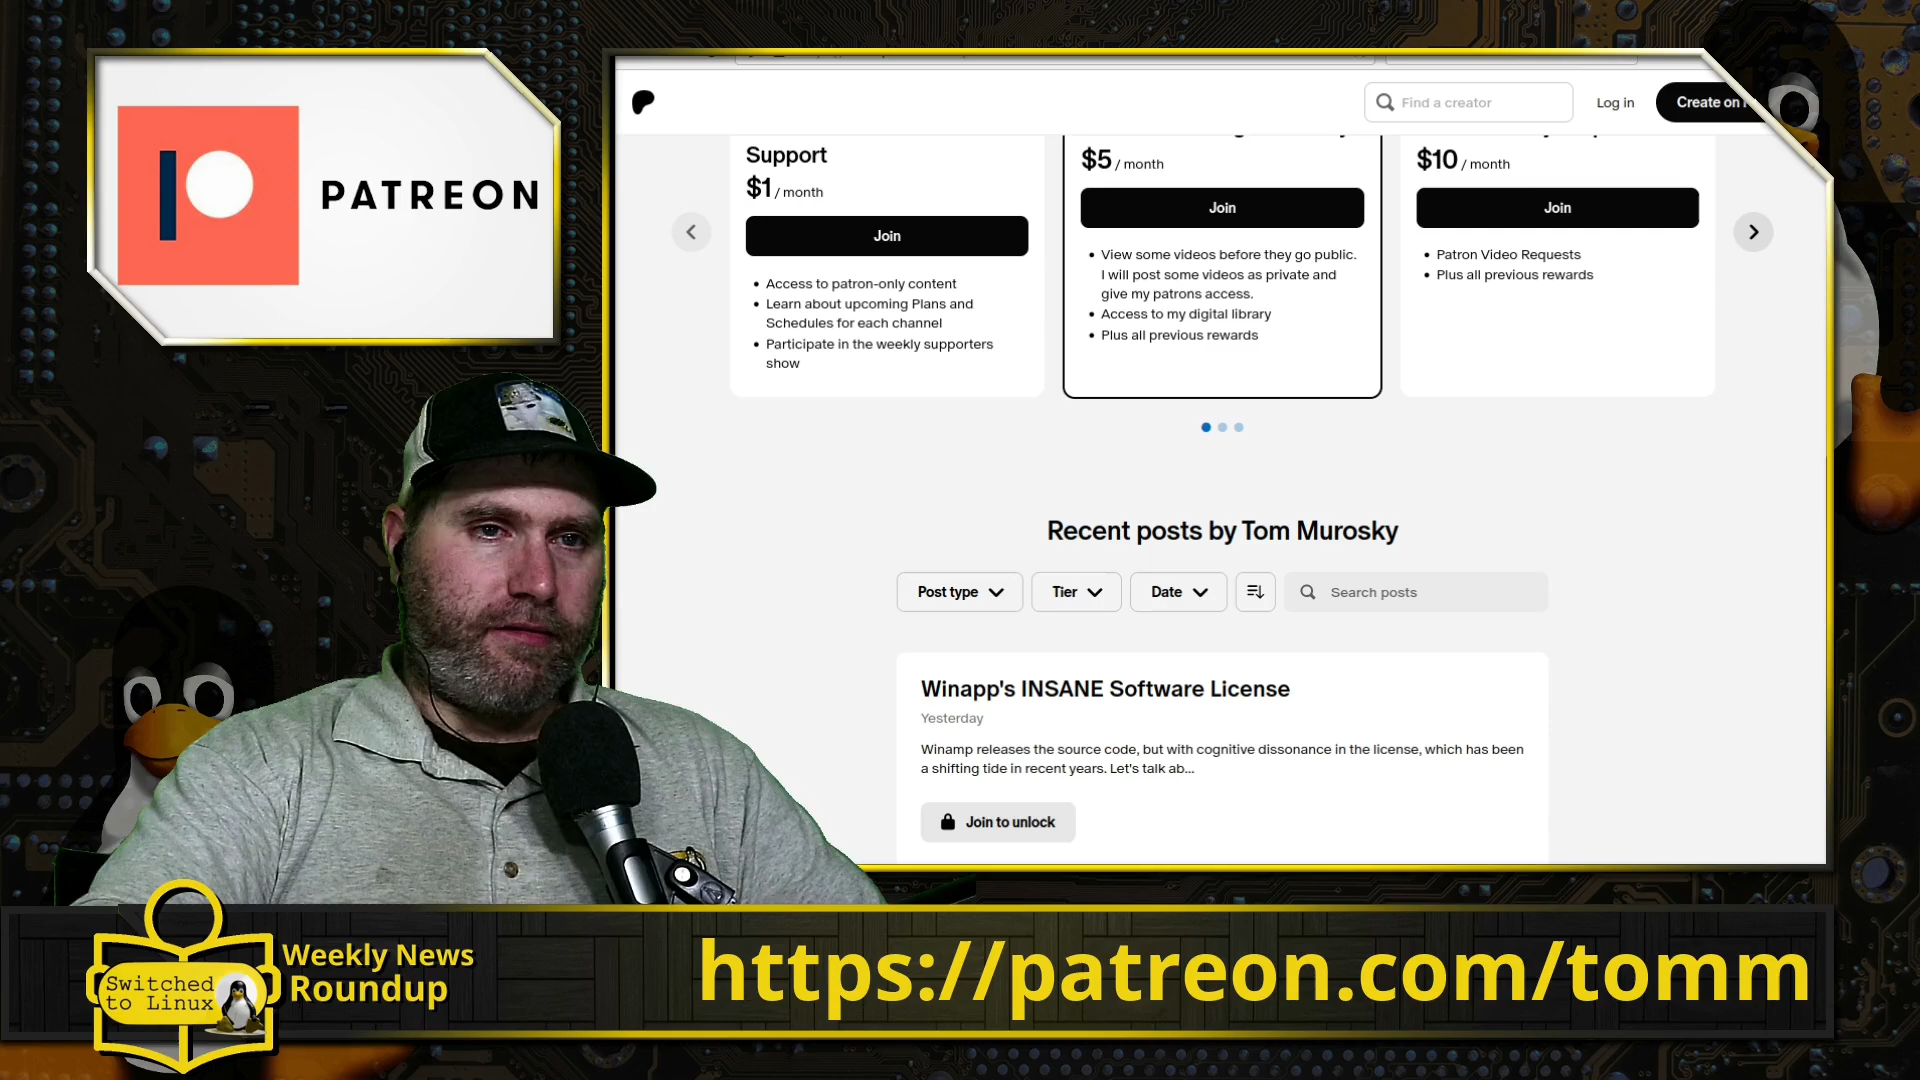 PATREON
Find a creator
Log in
Create on
Support
$1 / month
Join
• Access to patron-only content
• Learn about upcoming Plans and
Schedules for each channel
• Participate in the weekly supporters
show
$5 / month
Join
• View some videos before they go public.
I will post some videos as private and
give my patrons access.
• Access to my digital library
• Plus all previous rewards
$10 / month
Join
• Patron Video Requests
• Plus all previous rewards
Recent posts by Tom Murosky
Post type
Tier
Date
Search posts
Winapp's INSANE Software License
Yesterday
Winamp releases the source code, but with cognitive dissonance in the license, which has been
a shifting tide in recent years. Let's talk ab...
Join to unlock
Switched
to Linux
Weekly News
Roundup
https://patreon.com/tomm